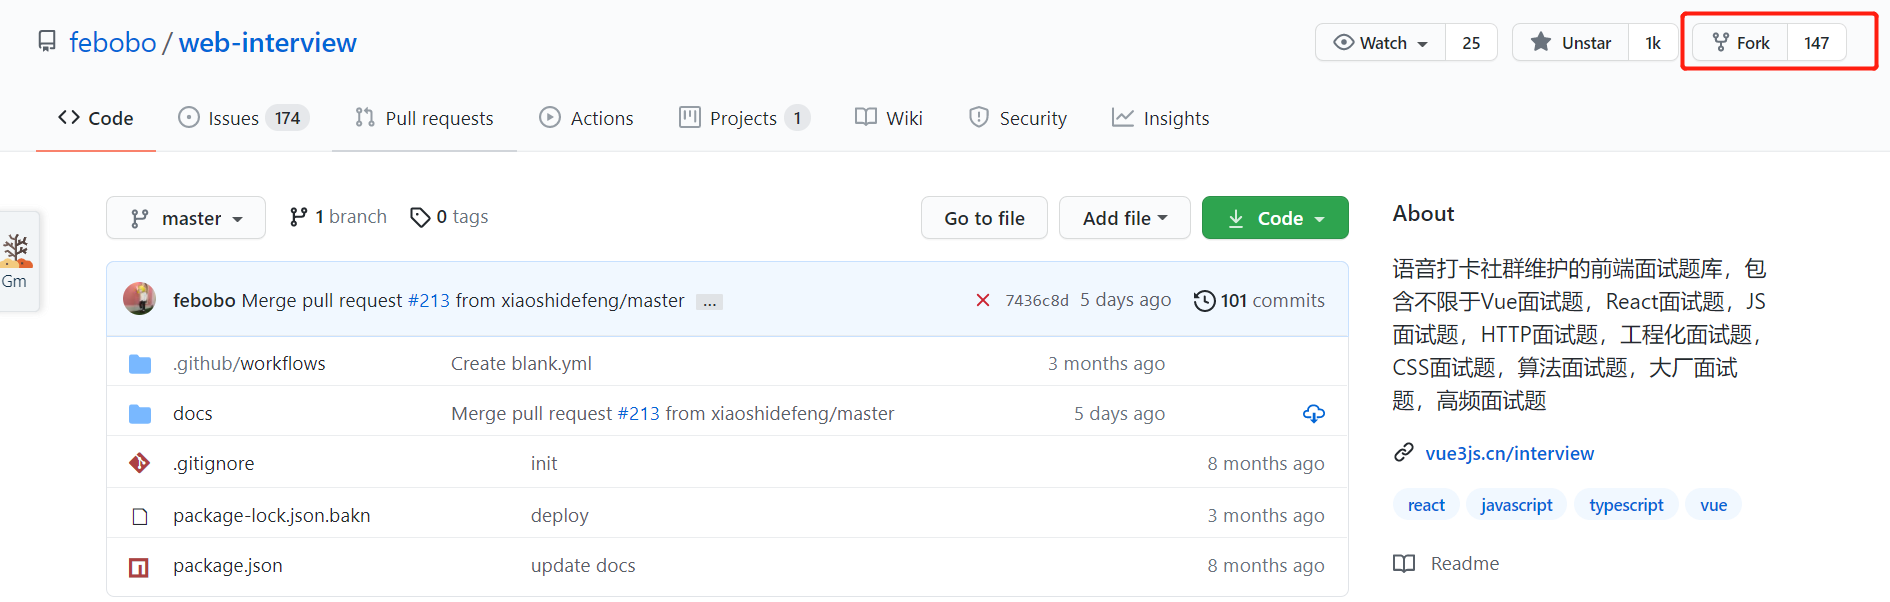 febobo / web-interview
Watch 25 Unstar 1k Fork 147
Code Issues 174 Pull requests Actions Projects 1 Wiki Security Insights
master 1 branch 0 tags Go to file Add file Code
Gm
febobo Merge pull request #213 from xiaoshidefeng/master ... 7436c8d 5 days ago 101 commits
.github/workflows Create blank.yml 3 months ago
docs Merge pull request #213 from xiaoshidefeng/master 5 days ago
.gitignore init 8 months ago
package-lock.json.bakn deploy 3 months ago
package.json update docs 8 months ago
About
语音打卡社群维护的前端面试题库，包
含不限于Vue面试题，React面试题，JS
面试题，HTTP面试题，工程化面试题，
CSS面试题，算法面试题，大厂面试
题，高频面试题
vue3js.cn/interview
react javascript typescript vue
Readme